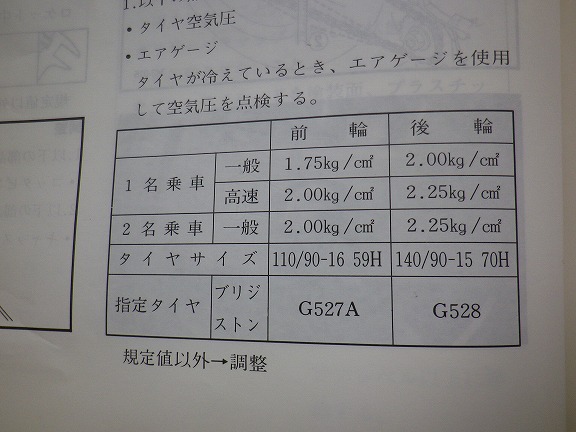 ・タイヤ空気圧
・エアゲージ
タイヤが冷えているとき、エアゲージを使用
して空気圧を点検する。
前 輪 後 輪
1名乗車 一般 1.75kg/cm² 2.00kg/cm²
高速 2.00kg/cm² 2.25kg/cm²
2名乗車 一般 2.00kg/cm² 2.25kg/cm²
タイヤサイズ 110/90-16 59H 140/90-15 70H
指定タイヤ ブリジ
ストン G527A G528
規定値以外→調整